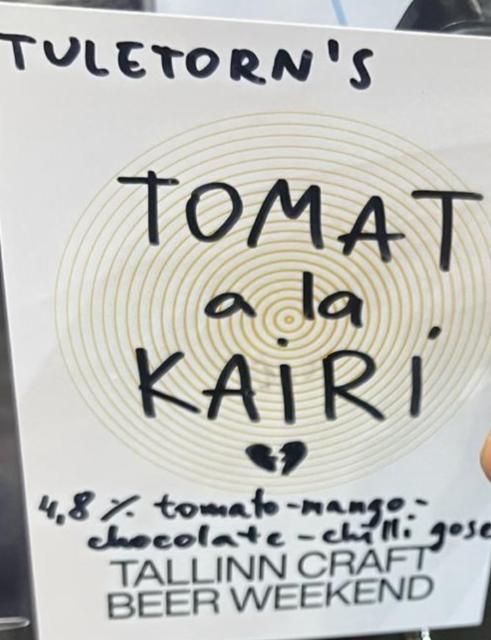 TULETORN'S
TOMAT
a la
KAiRi
4,8% tomato-mango-
chocolate-chilli gose
TALLINN CRAFT
BEER WEEKEND